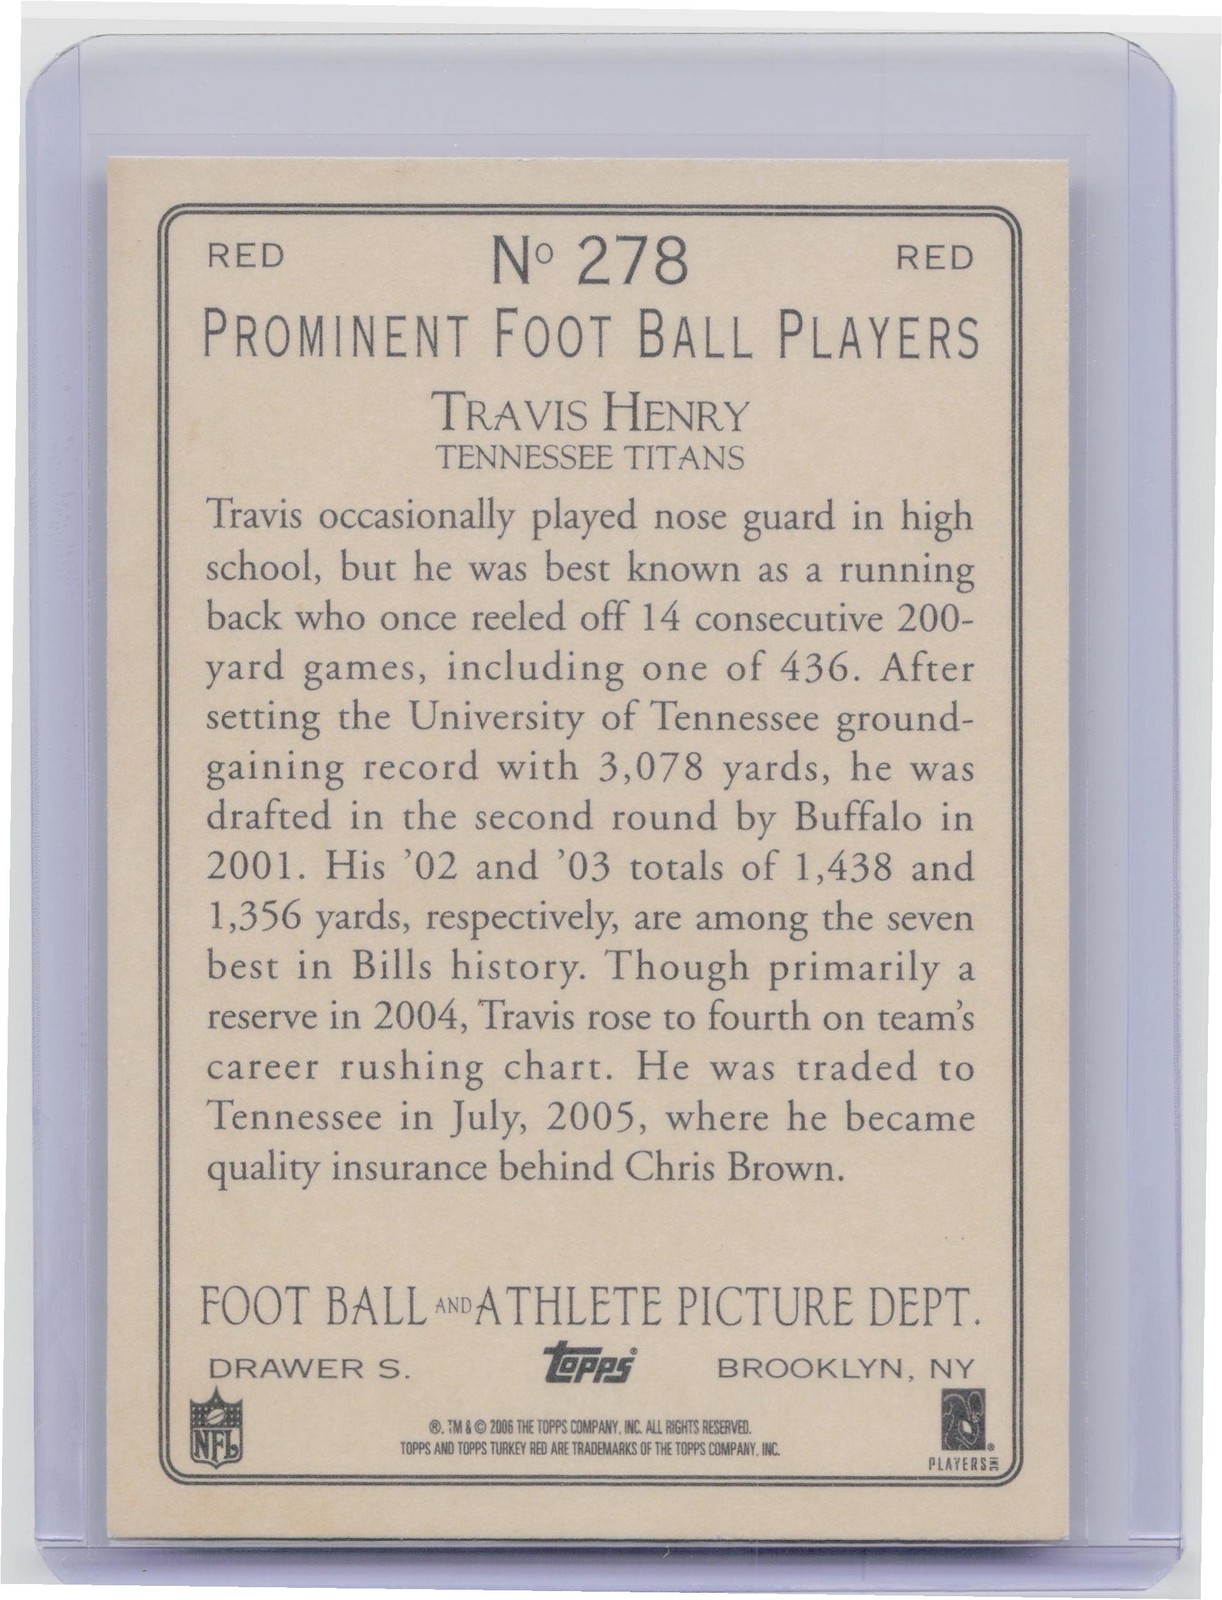 RED Nº 278 RED
PROMINENT FOOT BALL PLAYERS
TRAVIS HENRY
TENNESSEE TITANS
Travis occasionally played nose guard in high
school, but he was best known as a running
back who once reeled off 14 consecutive 200-
yard games, including one of 436. After
setting the University of Tennessee ground-
gaining record with 3,078 yards, he was
drafted in the second round by Buffalo in
2001. His ’02 and ’03 totals of 1,438 and
1,356 yards, respectively, are among the seven
best in Bills history. Though primarily a
reserve in 2004, Travis rose to fourth on team’s
career rushing chart. He was traded to
Tennessee in July, 2005, where he became
quality insurance behind Chris Brown.
FOOT BALL AND ATHLETE PICTURE DEPT.
DRAWER S. Topps® BROOKLYN, NY
NFL
®, TM & © 2006 THE TOPPS COMPANY, INC. ALL RIGHTS RESERVED.
TOPPS AND TOPPS TURKEY RED ARE TRADEMARKS OF THE TOPPS COMPANY, INC.
PLAYERS INC